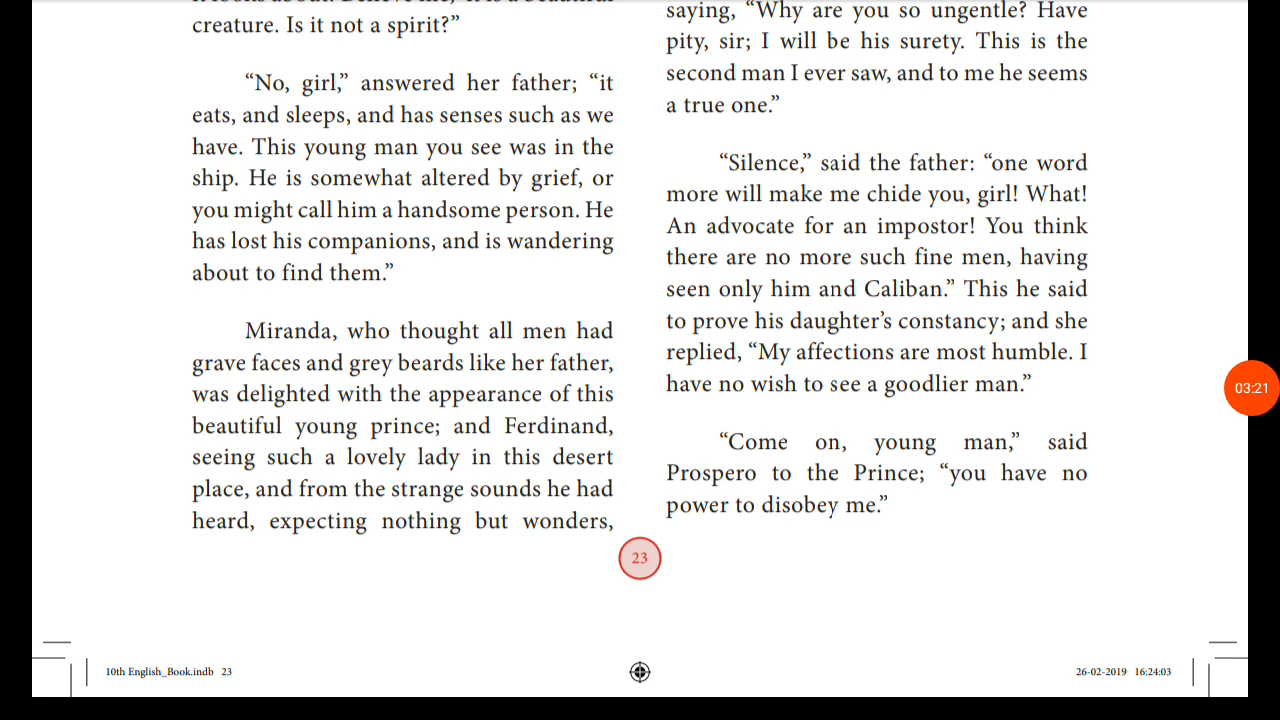 creature. Is it not a spirit?”
“No, girl,” answered her father; “it
eats, and sleeps, and has senses such as we
have. This young man you see was in the
ship. He is somewhat altered by grief, or
you might call him a handsome person. He
has lost his companions, and is wandering
about to find them.”
Miranda, who thought all men had
grave faces and grey beards like her father,
was delighted with the appearance of this
beautiful young prince; and Ferdinand,
seeing such a lovely lady in this desert
place, and from the strange sounds he had
heard, expecting nothing but wonders,
saying, “Why are you so ungentle? Have
pity, sir; I will be his surety. This is the
second man I ever saw, and to me he seems
a true one.”
“Silence,” said the father: “one word
more will make me chide you, girl! What!
An advocate for an impostor! You think
there are no more such fine men, having
seen only him and Caliban.” This he said
to prove his daughter’s constancy; and she
replied, “My affections are most humble. I
have no wish to see a goodlier man.”
“Come on, young man,” said
Prospero to the Prince; “you have no
power to disobey me.”
03:21
23
10th English_Book.indb 23
26-02-2019 16:24:03